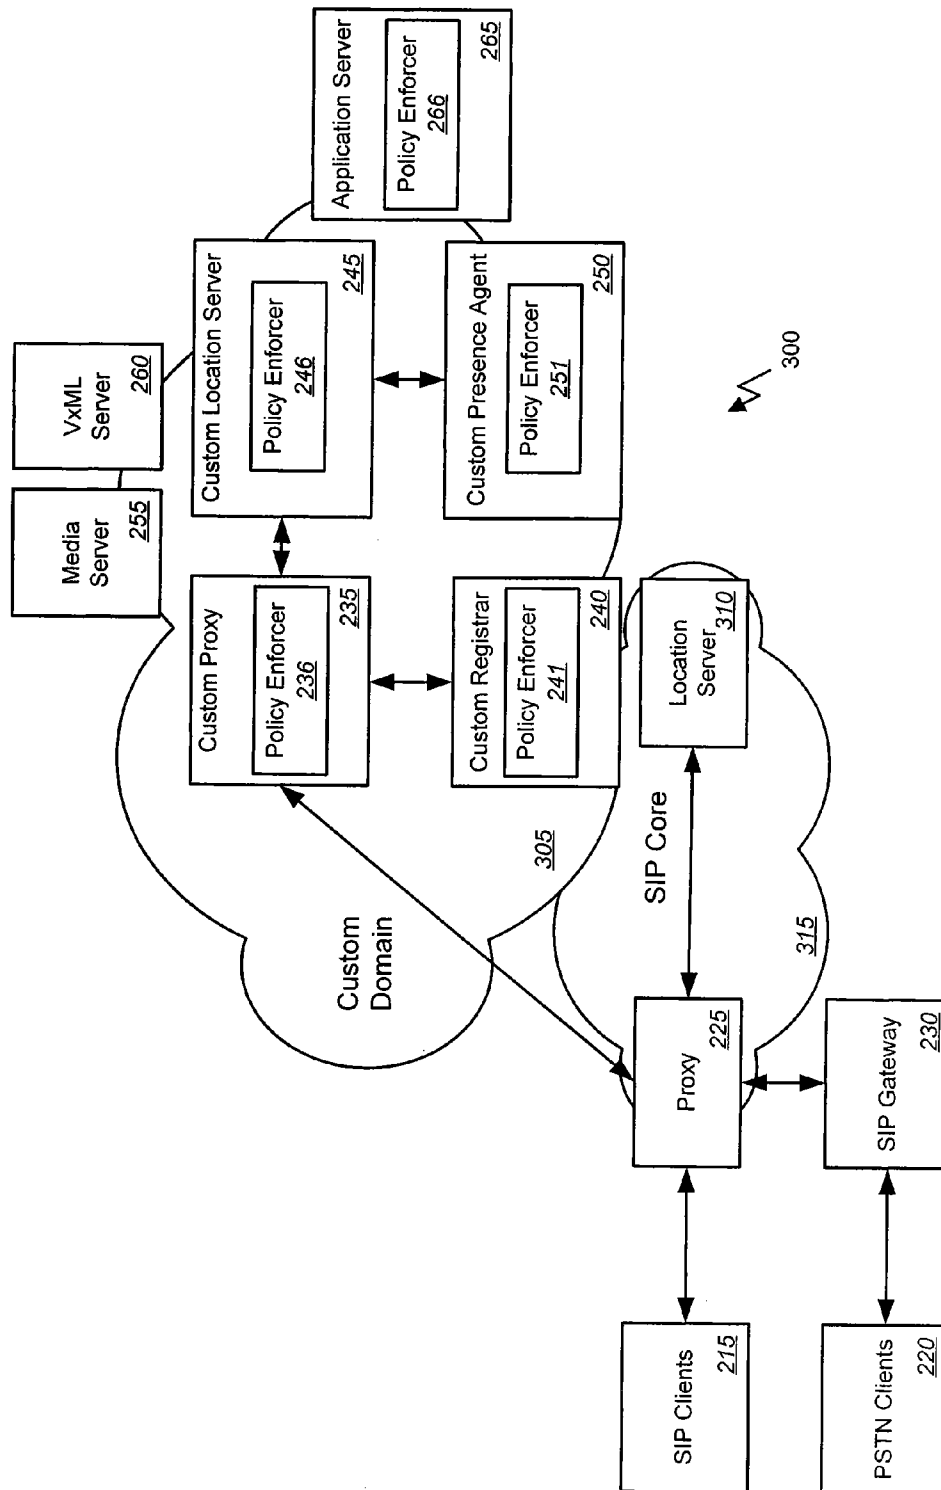 Media
Server
255
VxML
Server
260
Custom Proxy
235
Policy Enforcer
236
Custom Location Server
245
Policy Enforcer
246
Application Server
265
Policy Enforcer
266
Custom Registrar
240
Policy Enforcer
241
Custom Presence Agent
250
Policy Enforcer
251
Custom
Domain
305
SIP Core
315
Location
Server
310
Proxy
225
SIP Clients
215
SIP Gateway
230
PSTN Clients
220
300